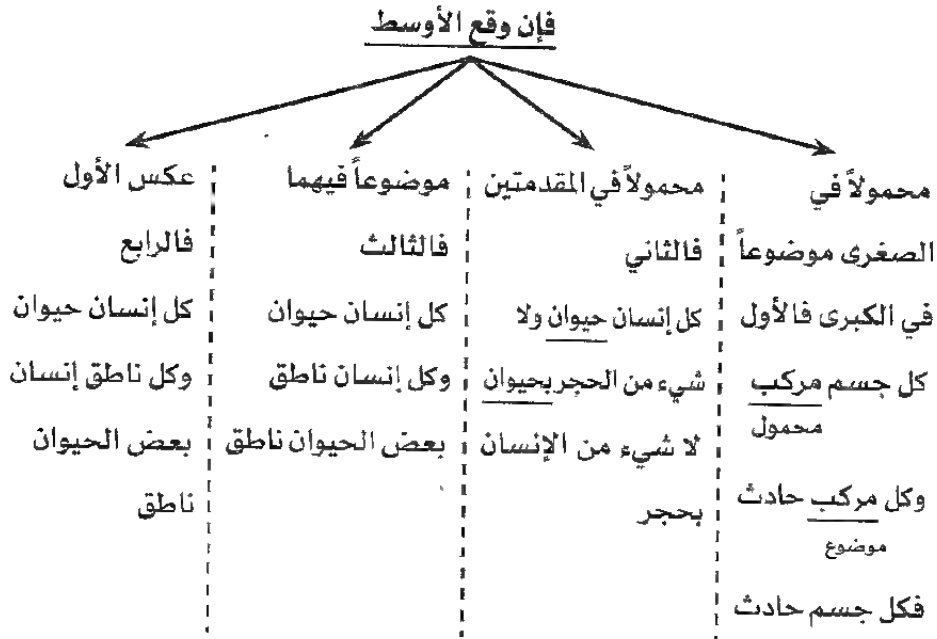 فإن وقع الأوسط
محمولاً في
الصغرى موضوعاً
في الكبرى فالأول
كل جسم مركب
محمول
وكل مركب حادث
موضوع
فكل جسم حادث
محمولاً في المقدمتين
فالثاني
كل إنسان حيوان ولا
شيء من الحجر بحيوان
لا شيء من الإنسان
بحجر
موضوعاً فيهما
فالثالث
كل إنسان حيوان
وكل إنسان ناطق
بعض الحيوان ناطق
عكس الأول
فالرابع
كل إنسان حيوان
وكل ناطق إنسان
بعض الحيوان
ناطق